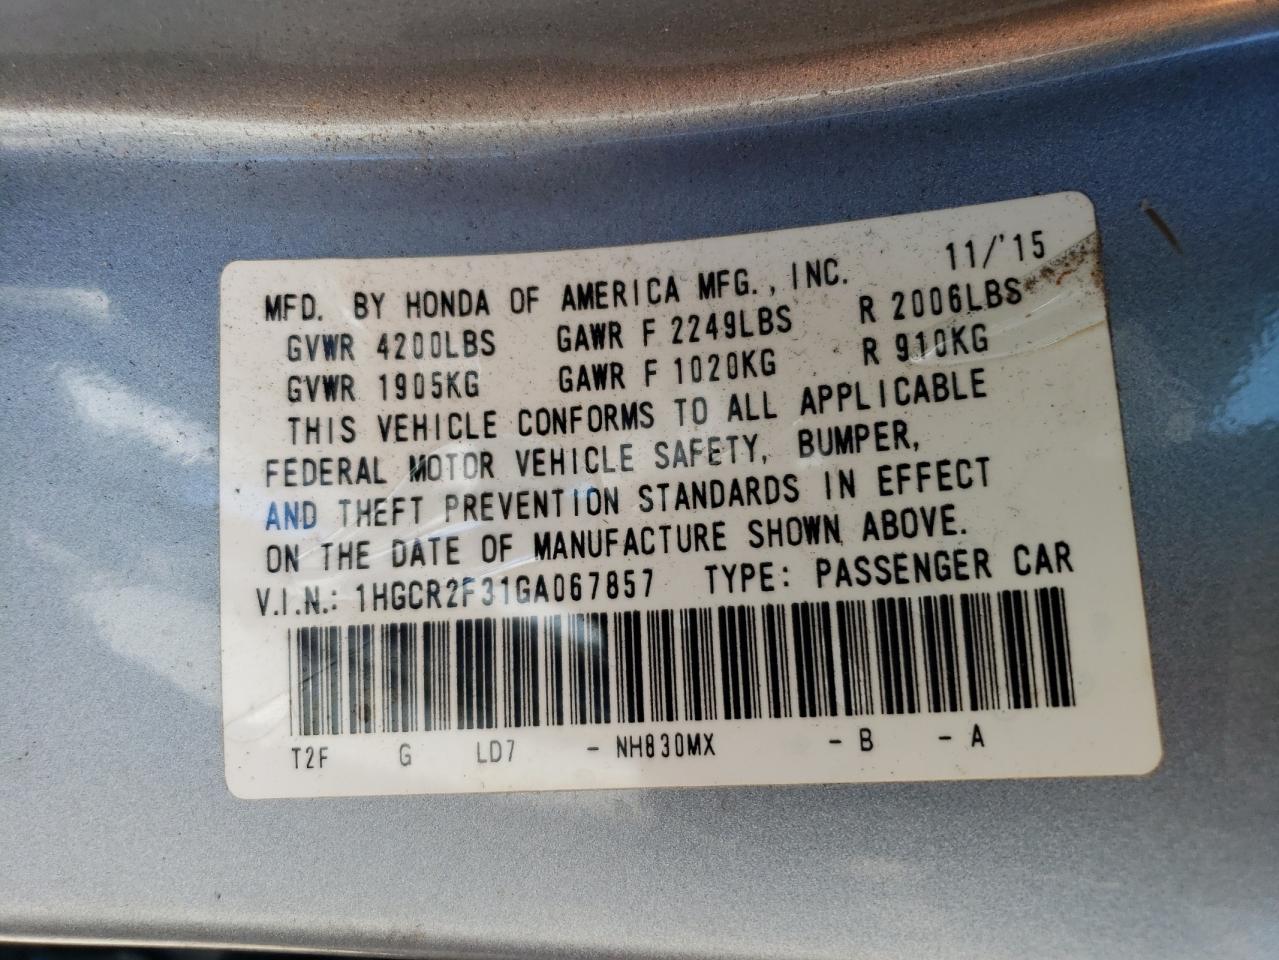 MFD. BY HONDA OF AMERICA MFG., INC. 11/'15
GVWR 4200LBS GAWR F 2249LBS R 2006LBS
GVWR 1905KG GAWR F 1020KG R 910KG
THIS VEHICLE CONFORMS TO ALL APPLICABLE
FEDERAL MOTOR VEHICLE SAFETY, BUMPER,
AND THEFT PREVENTION STANDARDS IN EFFECT
ON THE DATE OF MANUFACTURE SHOWN ABOVE.
V.I.N.: 1HGCR2F31GA067857 TYPE: PASSENGER CAR
T2F G LD7 - NH830MX - B - A